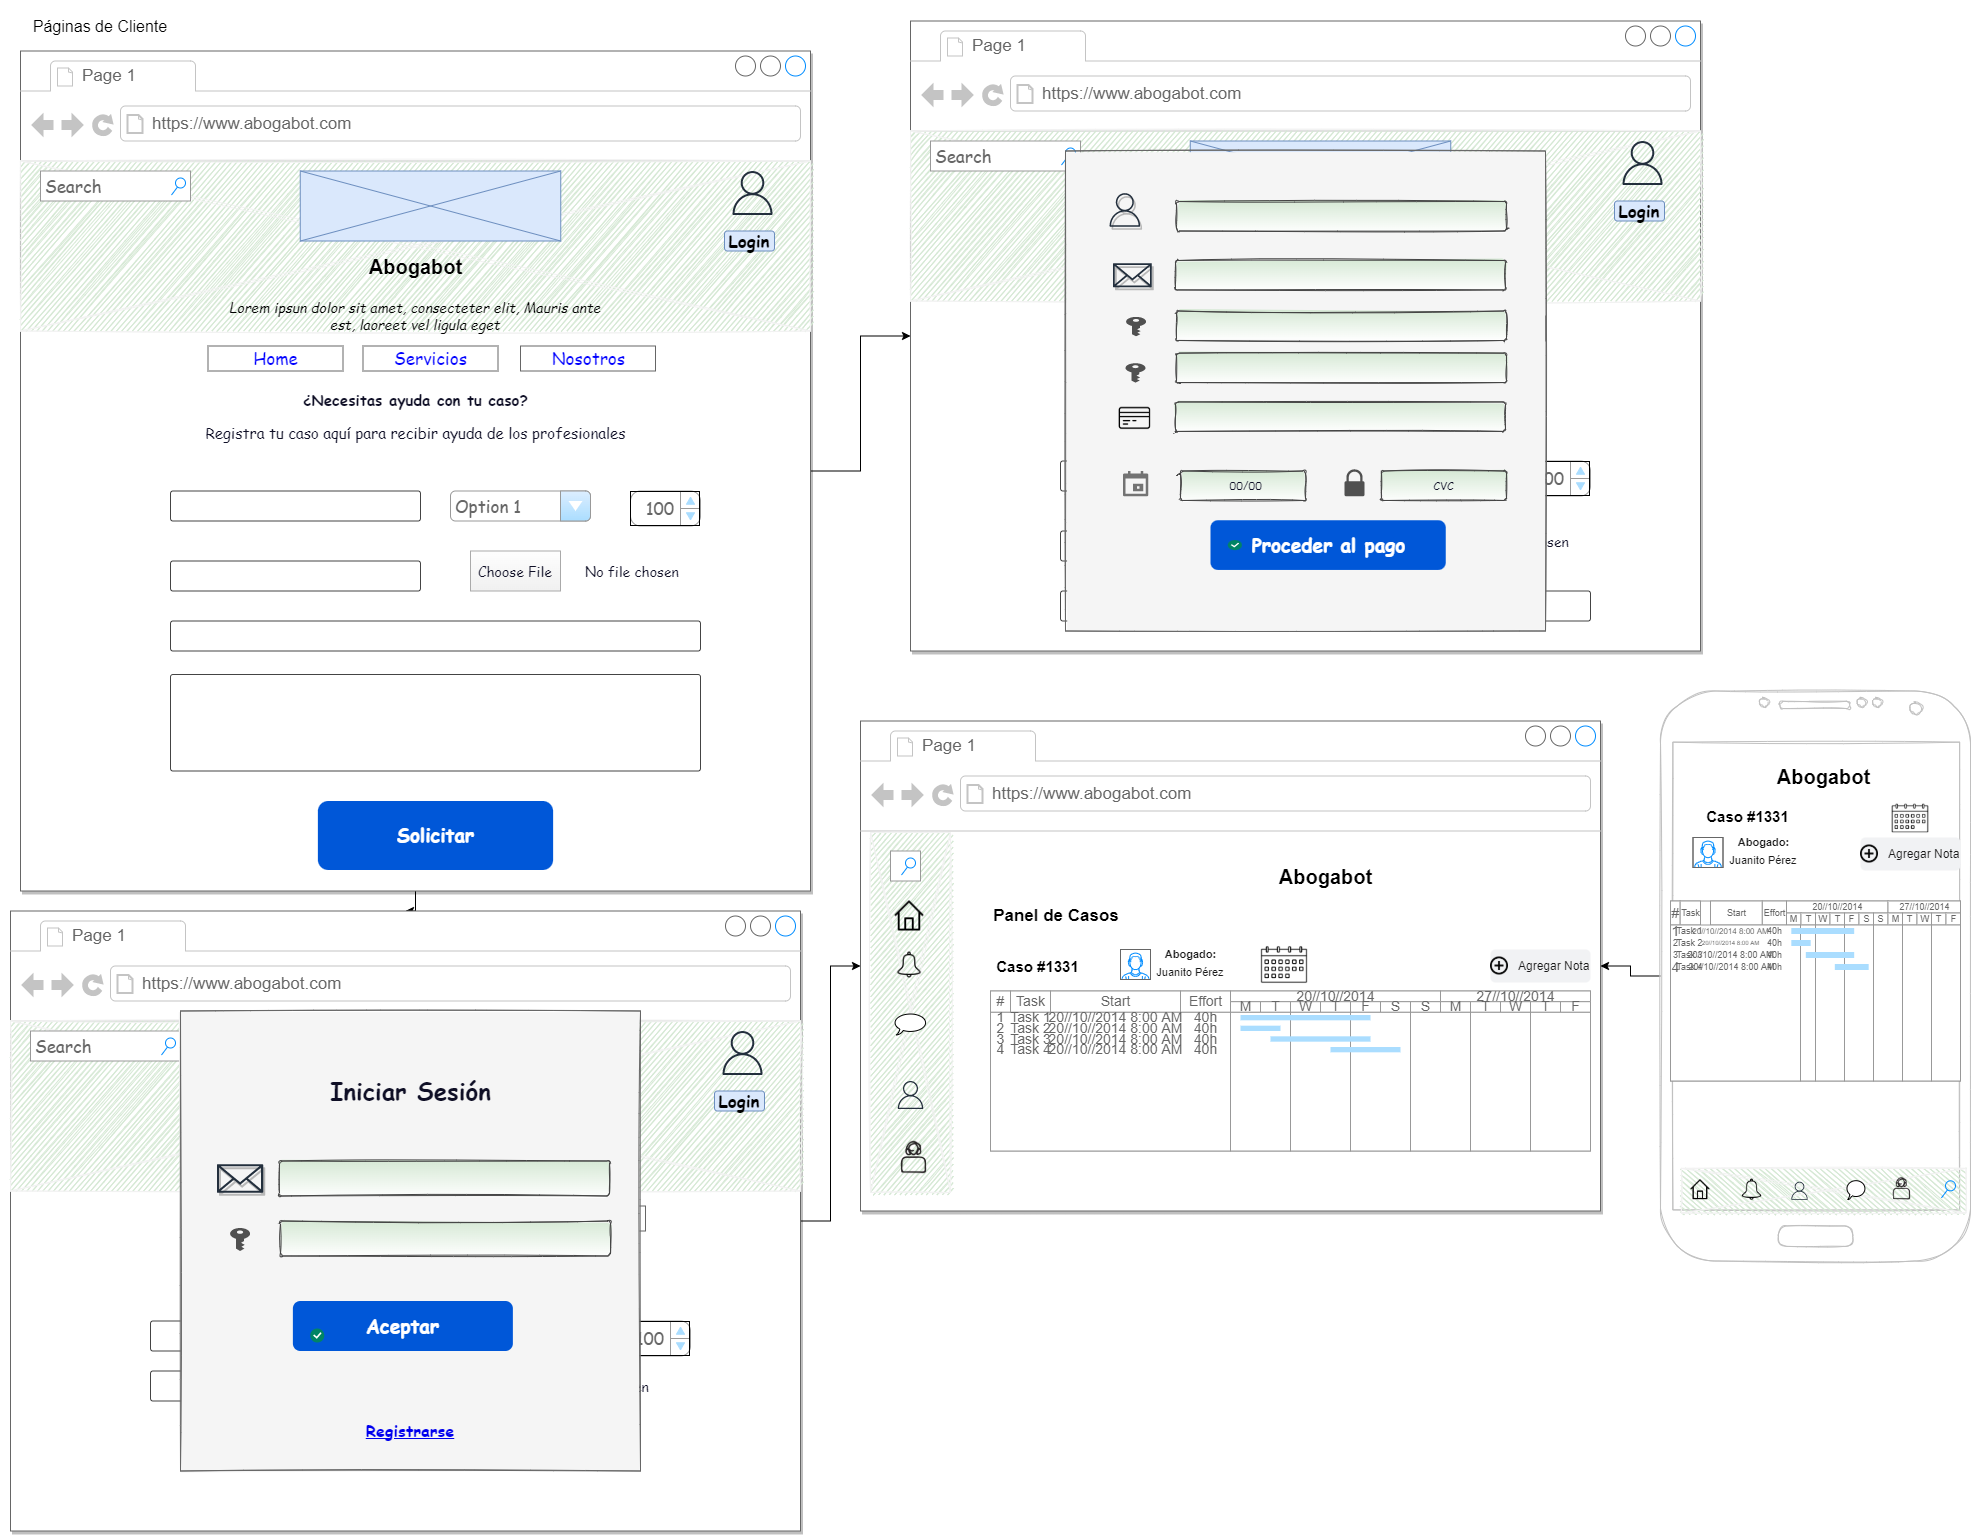 Páginas de Cliente
Page 1
https://www.abogabot.com
Search
Login
Abogabot
Lorem ipsun dolor sit amet, consecteter elit, Mauris ante
est, laoreet vel ligula eget
Home
Servicios
Nosotros
¿Necesitas ayuda con tu caso?
Registra tu caso aquí para recibir ayuda de los profesionales
Option 1
100
Choose File
No file chosen
Solicitar
Page 1
https://www.abogabot.com
Search
Login
00/00
CVC
Proceder al pago
00
sen
Page 1
https://www.abogabot.com
Search
Login
Iniciar Sesión
Aceptar
Registrarse
00
n
Page 1
https://www.abogabot.com
Abogabot
Panel de Casos
Caso #1331
Abogado:
Juanito Pérez
Agregar Nota
# Task Start Effort 20//10//2014 27//10//2014
M T W T F S S M T W T F
1 Task 1 20//10//2014 8:00 AM 40h
2 Task 2 20//10//2014 8:00 AM 40h
3 Task 3 20//10//2014 8:00 AM 40h
4 Task 4 20//10//2014 8:00 AM 40h
Abogabot
Caso #1331
Abogado:
Juanito Pérez
Agregar Nota
# Task Start Effort 20//10//2014 27//10//2014
M T W T F S S M T W T F
1 Task 1 20//10//2014 8:00 AM 40h
2 Task 2 20//10//2014 8:00 AM 40h
3 Task 3 20//10//2014 8:00 AM 40h
4 Task 4 20//10//2014 8:00 AM 40h